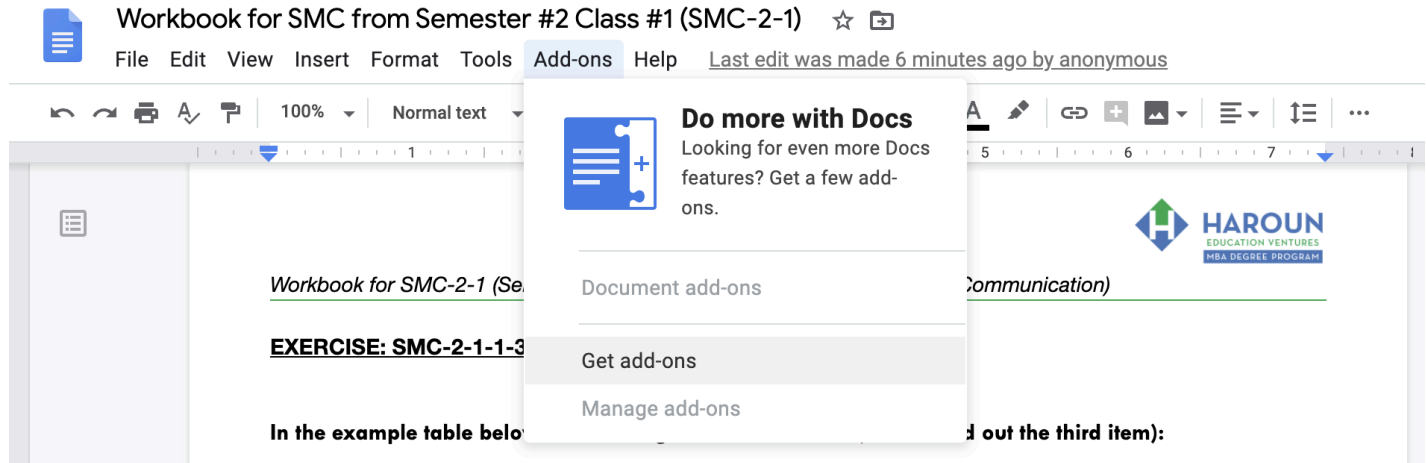 Workbook for SMC from Semester #2 Class #1 (SMC-2-1)
File Edit View Insert Format Tools Add-ons Help Last edit was made 6 minutes ago by anonymous
100% Normal text A
Do more with Docs
Looking for even more Docs
features? Get a few add-
ons.
1 5 6 7
HAROUN
EDUCATION VENTURES
MBA DEGREE PROGRAM
Workbook for SMC-2-1 Communication)
Document add-ons
EXERCISE: SMC-2-1-1-3
Get add-ons
Manage add-ons
In the example table out the third item):